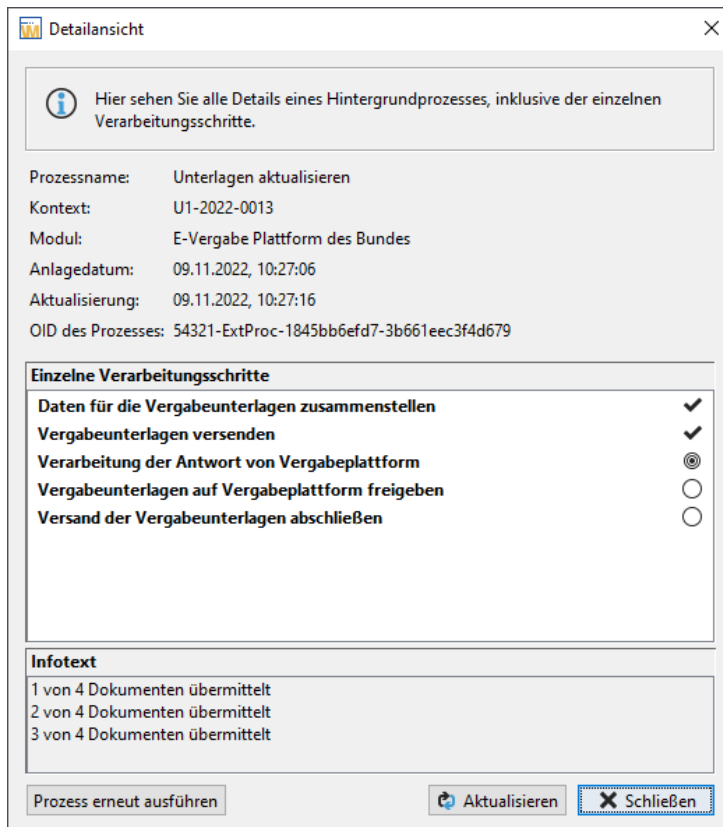 Detailansicht
Hier sehen Sie alle Details eines Hintergrundprozesses, inklusive der einzelnen
Verarbeitungsschritte.
Prozessname: Unterlagen aktualisieren
Kontext: U1-2022-0013
Modul: E-Vergabe Plattform des Bundes
Anlagedatum: 09.11.2022, 10:27:06
Aktualisierung: 09.11.2022, 10:27:16
OID des Prozesses: 54321-ExtProc-1845bb6efd7-3b661eec3f4d679
Einzelne Verarbeitungsschritte
Daten für die Vergabeunterlagen zusammenstellen
Vergabeunterlagen versenden
Verarbeitung der Antwort von Vergabeplattform
Vergabeunterlagen auf Vergabeplattform freigeben
Versand der Vergabeunterlagen abschließen
Infotext
1 von 4 Dokumenten übermittelt
2 von 4 Dokumenten übermittelt
3 von 4 Dokumenten übermittelt
Prozess erneut ausführen Aktualisieren Schließen